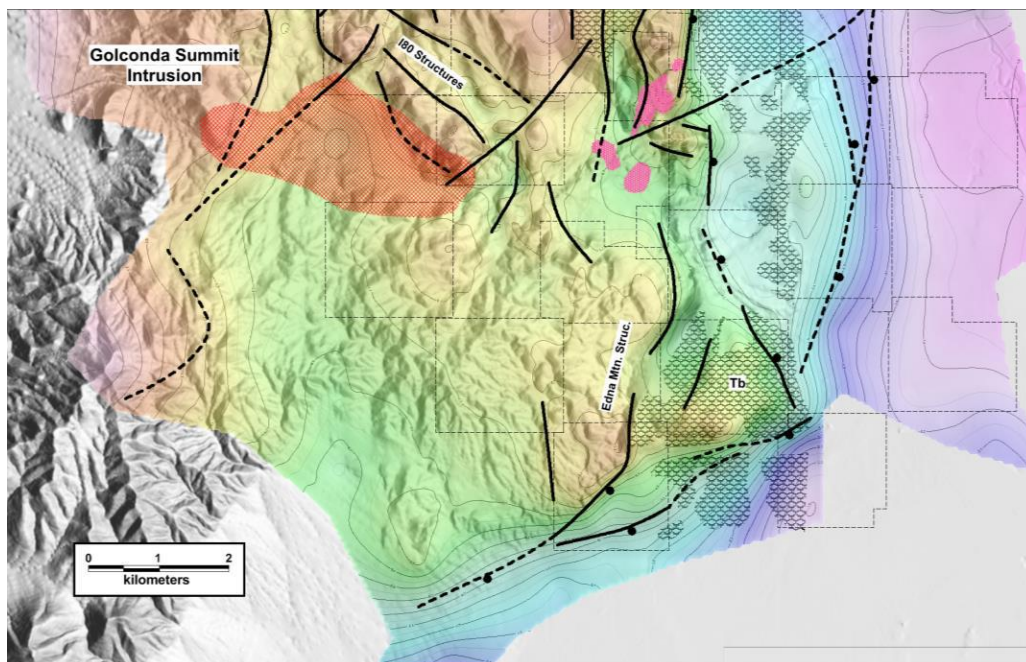 Golconda Summit
Intrusion
I80 Structures
Edna Mtn. Struc.
Tb
0 1 2
kilometers